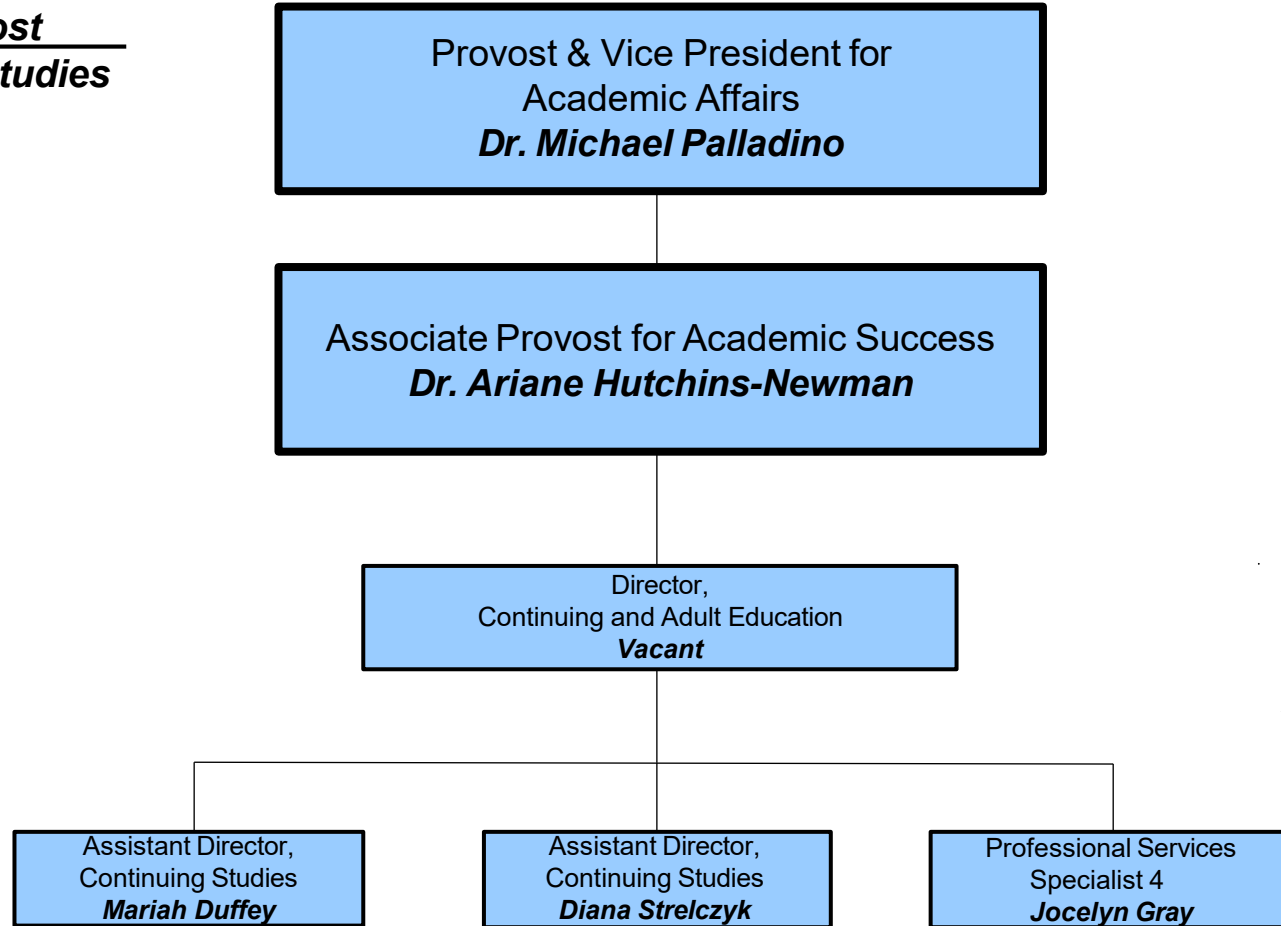 ost
tudies
Provost & Vice President for
Academic Affairs
Dr. Michael Palladino
Associate Provost for Academic Success
Dr. Ariane Hutchins-Newman
Director,
Continuing and Adult Education
Vacant
Assistant Director,
Continuing Studies
Mariah Duffey
Assistant Director,
Continuing Studies
Diana Strelczyk
Professional Services
Specialist 4
Jocelyn Gray